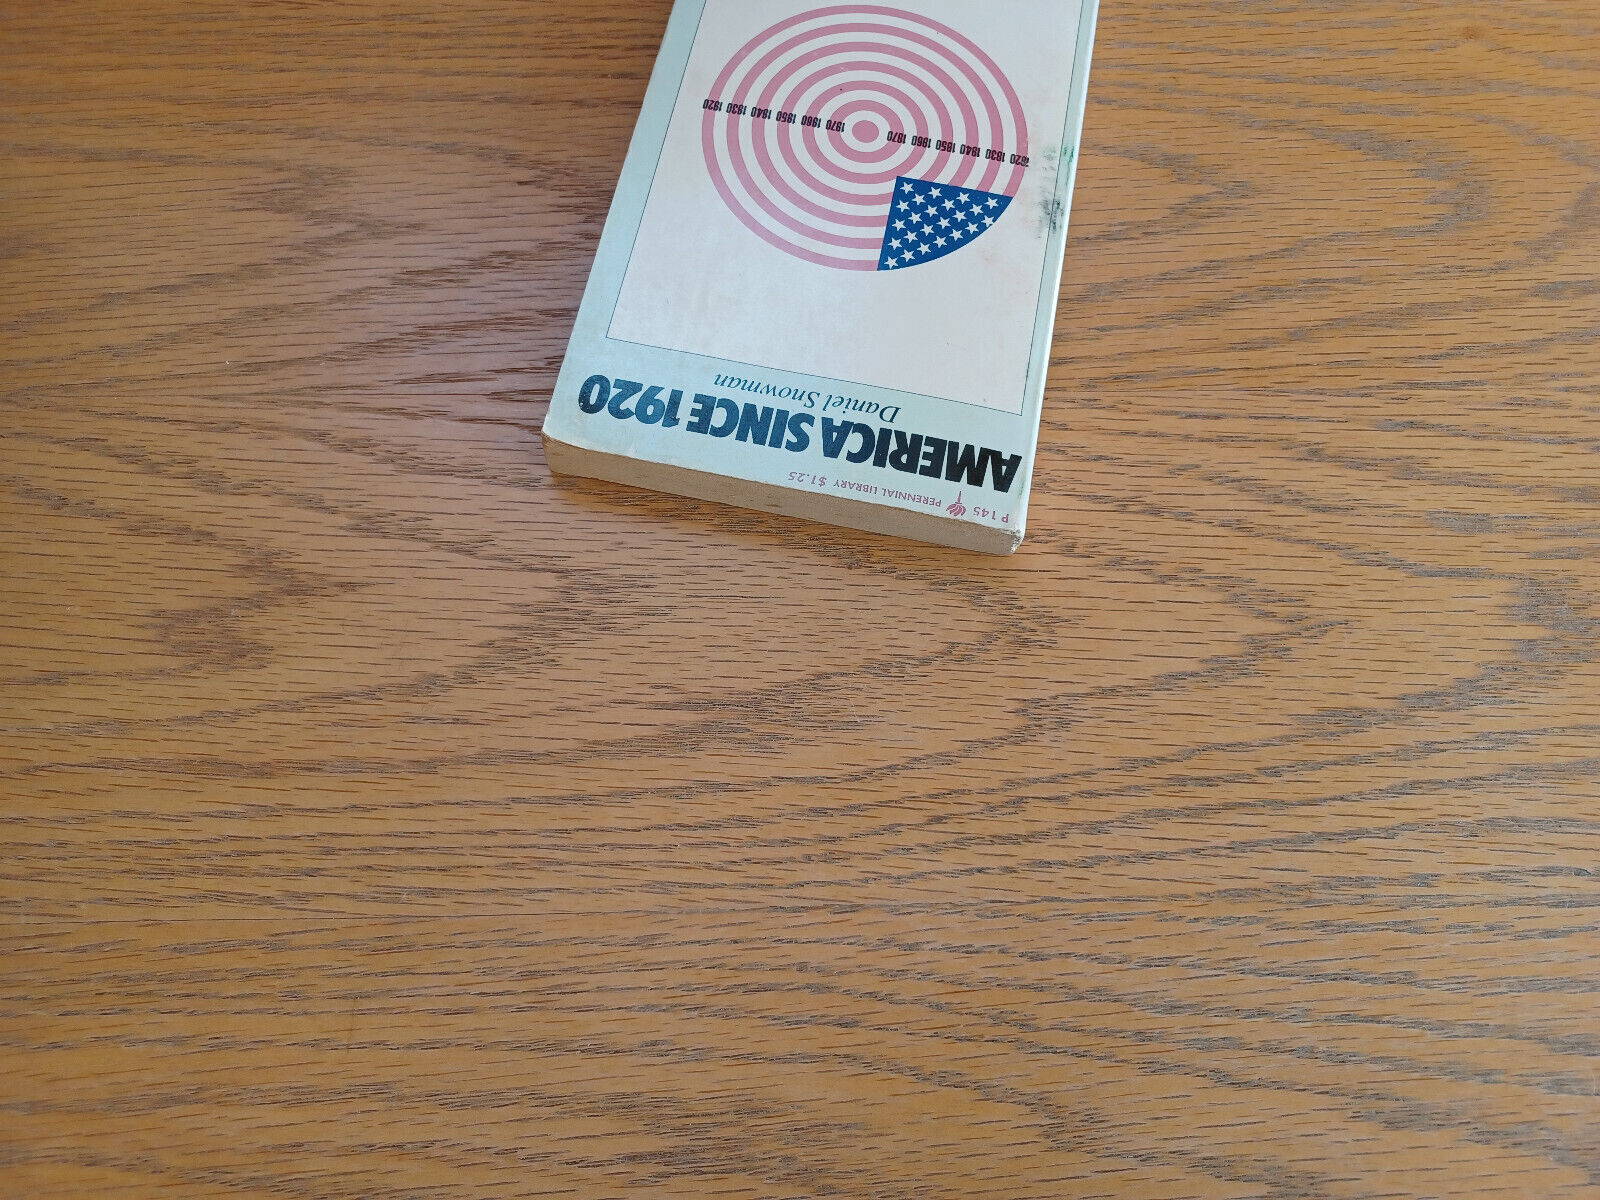 P 145 PERENNIAL LIBRARY $1.25
AMERICA SINCE 1920
Daniel Snowman
1920 1930 1940 1950 1960 1970 1970 1960 1950 1940 1930 1920